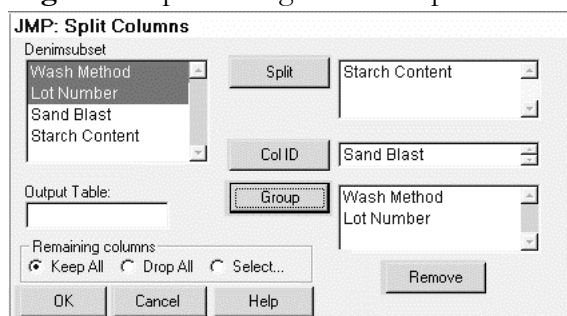 JMP: Split Columns
Denimsubset
Wash Method
Lot Number
Sand Blast
Starch Content
Split
Starch Content
Col ID
Sand Blast
Group
Wash Method
Lot Number
Output Table:
Remaining columns
Keep All Drop All Select...
Remove
OK Cancel Help